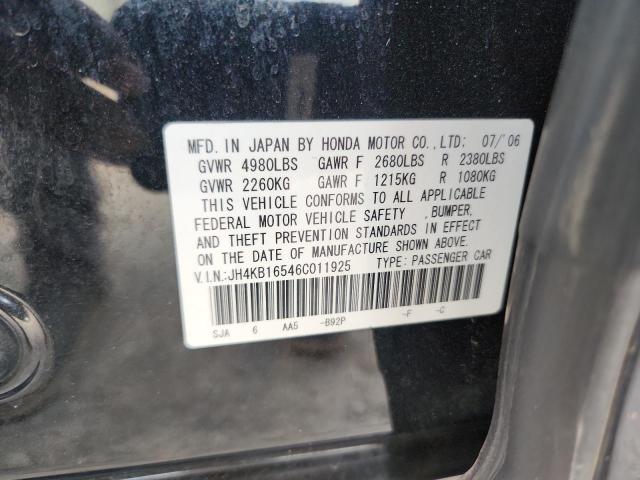 MFD. IN JAPAN BY HONDA MOTOR CO., LTD: 07/'06
GVWR 4980LBS GAWR F 2680LBS R 2380LBS
GVWR 2260KG GAWR F 1215KG R 1080KG
THIS VEHICLE CONFORMS TO ALL APPLICABLE
FEDERAL MOTOR VEHICLE SAFETY , BUMPER,
AND THEFT PREVENTION STANDARDS IN EFFECT
ON THE DATE OF MANUFACTURE SHOWN ABOVE.
V.I.N.:JH4KB16546C011925 TYPE: PASSENGER CAR
SJA 6 AA5 -B92P -F -C